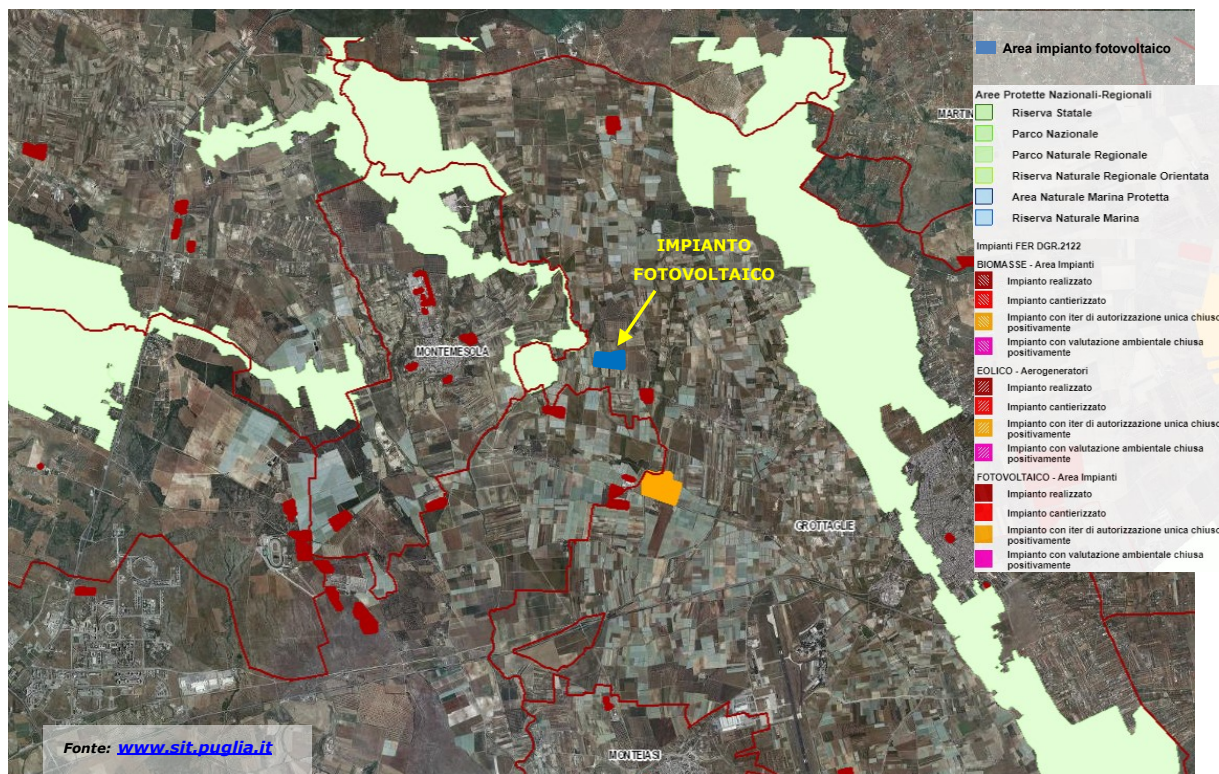 Area impianto fotovoltaico
Aree Protette Nazionali-Regionali
Riserva Statale
Parco Nazionale
Parco Naturale Regionale
Riserva Naturale Regionale Orientata
Area Naturale Marina Protetta
Riserva Naturale Marina
Impianti FER DGR.2122
BIOMASSE - Area Impianti
Impianto realizzato
Impianto cantierizzato
Impianto con iter di autorizzazione unica chiuso
positivamente
Impianto con valutazione ambientale chiusa
positivamente
EOLICO - Aerogeneratori
Impianto realizzato
Impianto cantierizzato
Impianto con iter di autorizzazione unica chiuso
positivamente
Impianto con valutazione ambientale chiusa
positivamente
FOTOVOLTAICO - Area Impianti
Impianto realizzato
Impianto cantierizzato
Impianto con iter di autorizzazione unica chiuso
positivamente
Impianto con valutazione ambientale chiusa
positivamente
MARTIN
IMPIANTO
FOTOVOLTAICO
MONTEMESOLA
GROTTAGLIE
MONTEIASI
Fonte: www.sit.puglia.it